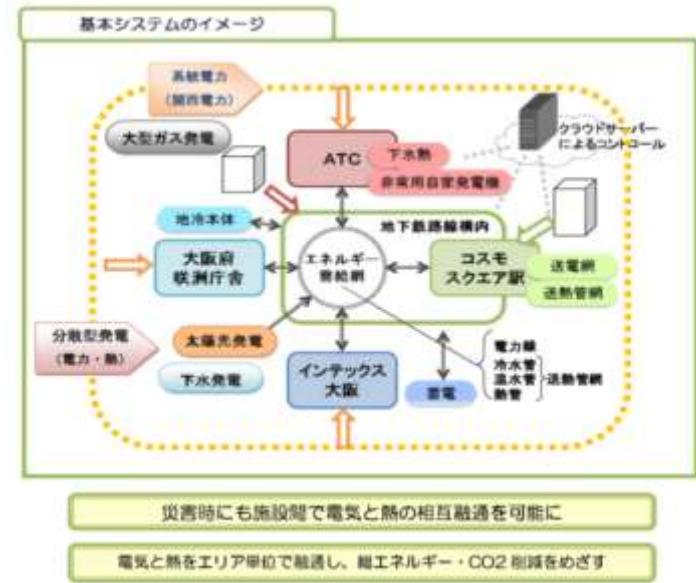 基本システムのイメージ
系統電力
(関西電力)
大型ガス発電
ATC
下水熱
非常用自家発電機
クラウドサーバー
によるコントロール
地冷本体
地下鉄路線構内
大阪府
咲洲庁舎
エネルギー
需給網
コスモ
スクエア駅
送電網
送熱管網
分散型発電
(電力・熱)
太陽光発電
下水発電
インテックス
大阪
蓄電
電力線
冷水管
温水管
熱管
送熱管網
災害時にも施設間で電気と熱の相互融通を可能に
電気と熱をエリア単位で融通し、総エネルギー・CO2削減をめざす